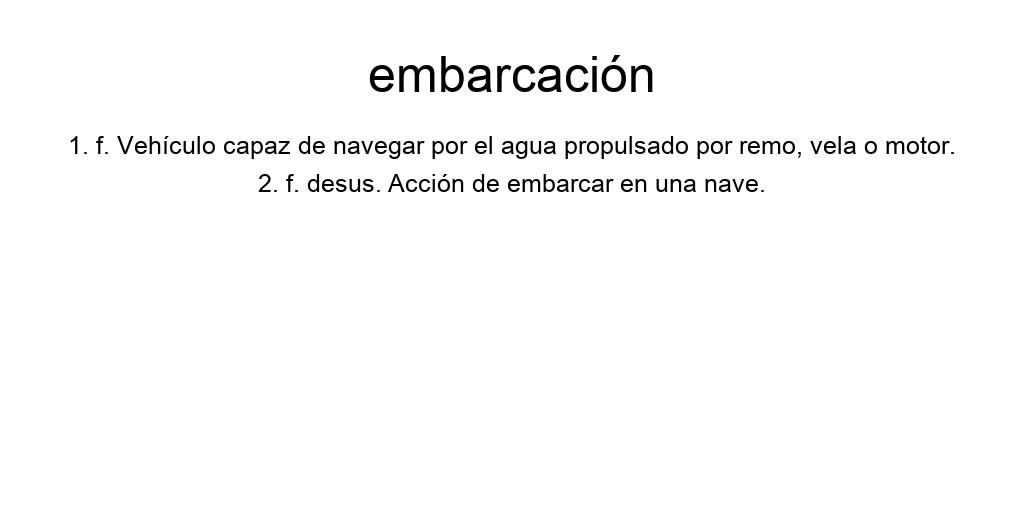 embarcación
1. f. Vehículo capaz de navegar por el agua propulsado por remo, vela o motor.
2. f. desus. Acción de embarcar en una nave.